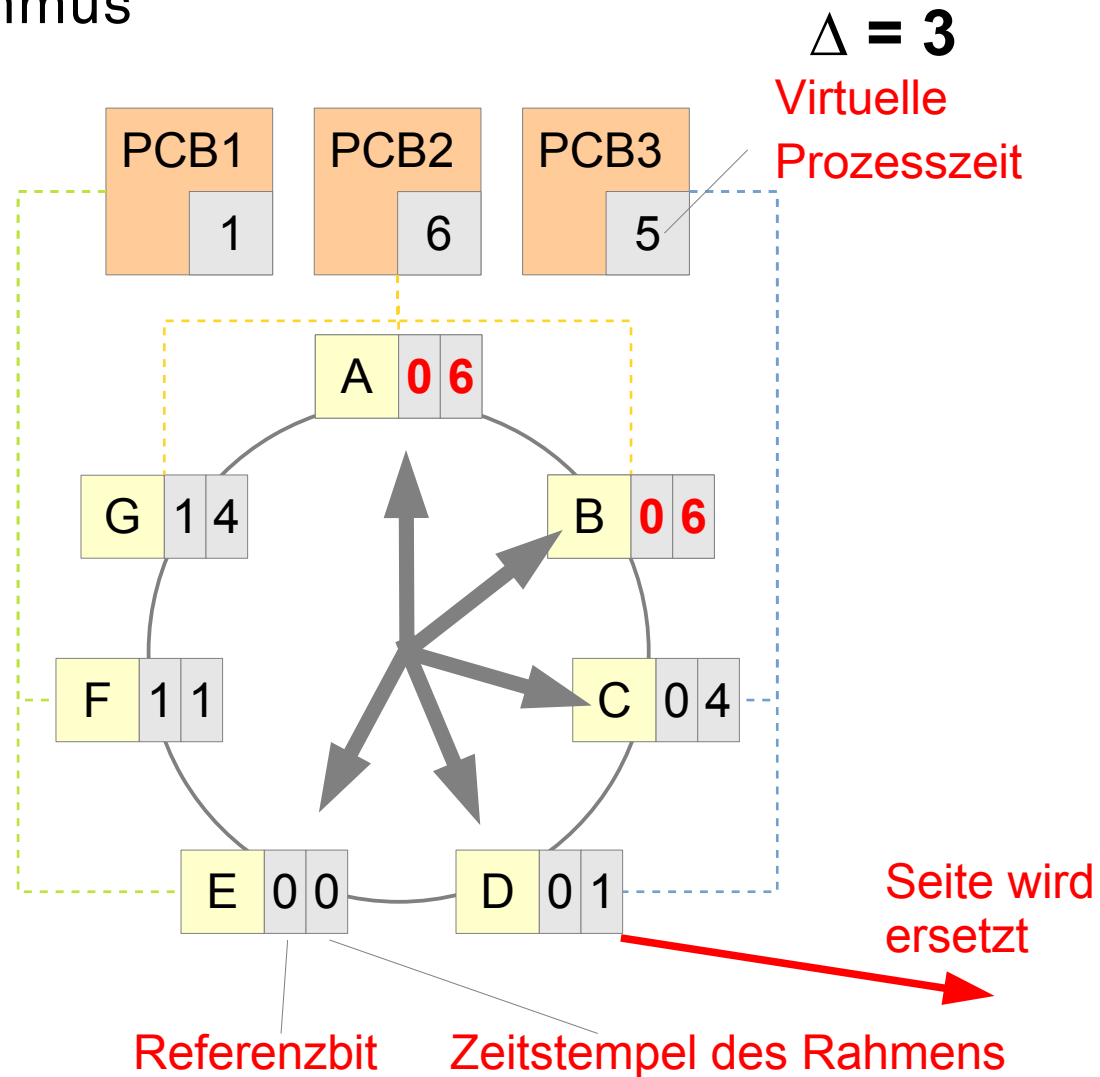 ∆ = 3
Virtuelle
Prozesszeit
PCB1
1
PCB2
6
PCB3
5
A 0 6
G 1 4
B 0 6
F 1 1
C 0 4
E 0 0
D 0 1
Seite wird
ersetzt
Referenzbit
Zeitstempel des Rahmens